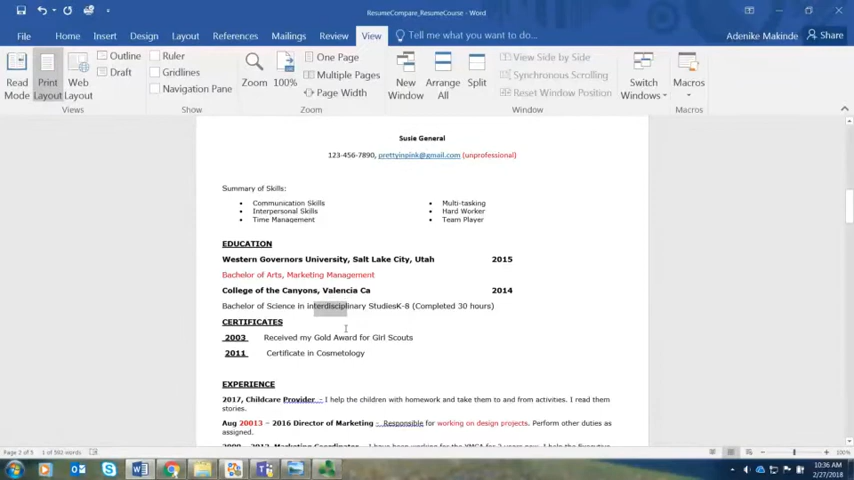 ResumeCompare_ResumeCourse - Word
Adenike Makinde
Share
File Home Insert Design Layout References Mailings Review View Tell me what you want to do...
Read Mode
Print Layout
Web Layout
Outline
Draft
Views
Ruler
Gridlines
Navigation Pane
Show
Zoom
100%
One Page
Multiple Pages
Page Width
Zoom
New Window
Arrange All
Split
View Side by Side
Synchronous Scrolling
Reset Window Position
Window
Switch Windows
Macros
Macros
Susie General
123-456-7890, prettyinpink@gmail.com (unprofessional)
Summary of Skills:
• Communication Skills
• Interpersonal Skills
• Time Management
• Multi-tasking
• Hard Worker
• Team Player
EDUCATION
Western Governors University, Salt Lake City, Utah 2015
Bachelor of Arts, Marketing Management
College of the Canyons, Valencia Ca 2014
Bachelor of Science in interdisciplinary StudiesK-8 (Completed 30 hours)
CERTIFICATES
2003 Received my Gold Award for Girl Scouts
2011 Certificate in Cosmetology
EXPERIENCE
2017, Childcare Provider – I help the children with homework and take them to and from activities. I read them
stories.
Aug 20013 – 2016 Director of Marketing - Responsible for working on design projects. Perform other duties as
assigned.
Page 2 of 5 1 of 592 words
100%
10:36 AM
2/27/2018